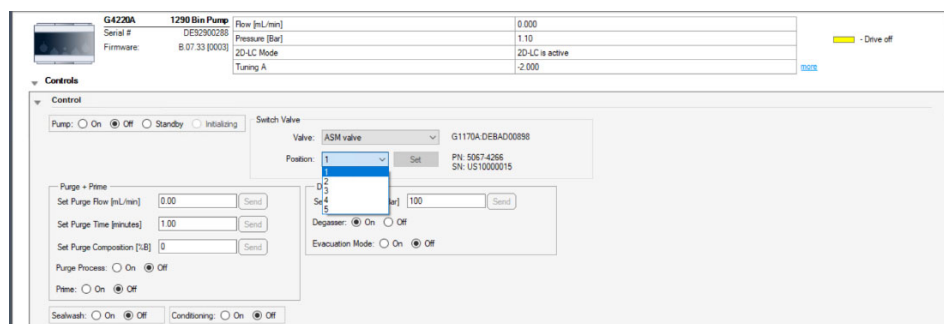 G4220A 1290 Bin Pump
Serial # DE92900288
Firmware: B.07.33 [0003]
Flow [mL/min] 0.000
Pressure [Bar] 1.10
2D-LC Mode 2D-LC is active
Tuning A -2.000
- Drive off
more
Controls
Control
Pump: On Off Standby Initializing
Switch Valve
Valve: ASM valve G1170A:DEBAD00898
Position: 1 Set PN: 5067-4266
SN: US10000015
1
2
3
4
5
Purge + Prime
Set Purge Flow [mL/min] 0.00 Send
Set Purge Time [minutes] 1.00 Send
Set Purge Composition [%B] 0 Send
Purge Process: On Off
Prime: On Off
100 Send
Degasser: On Off
Evacuation Mode: On Off
Sealwash: On Off Conditioning: On Off